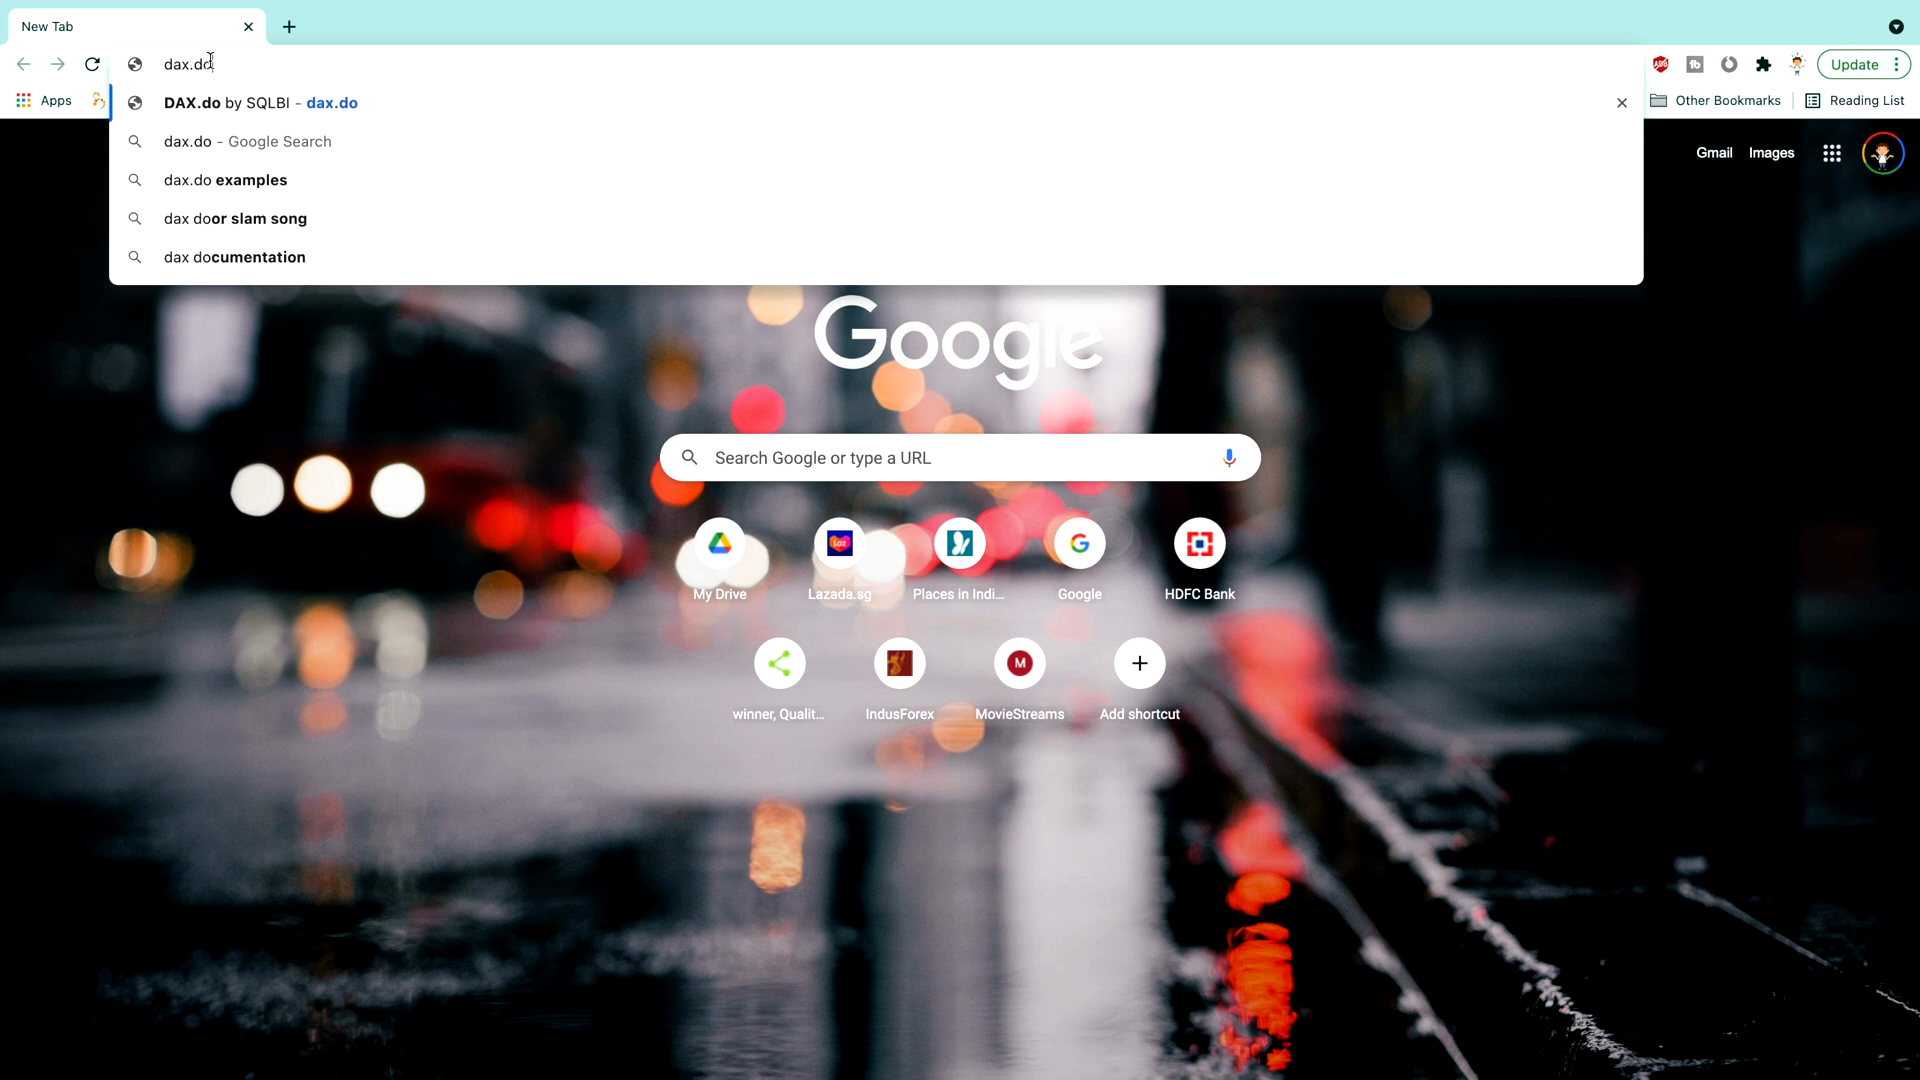 New Tab
dax.do
Update
Apps
DAX.do by SQLBI - dax.do
Other Bookmarks
Reading List
dax.do - Google Search
Gmail
Images
dax.do examples
dax door slam song
dax documentation
Google
Search Google or type a URL
My Drive
Lazada.sg
Places in Indi...
Google
HDFC Bank
M
winner, Qualit...
IndusForex
MovieStreams
Add shortcut